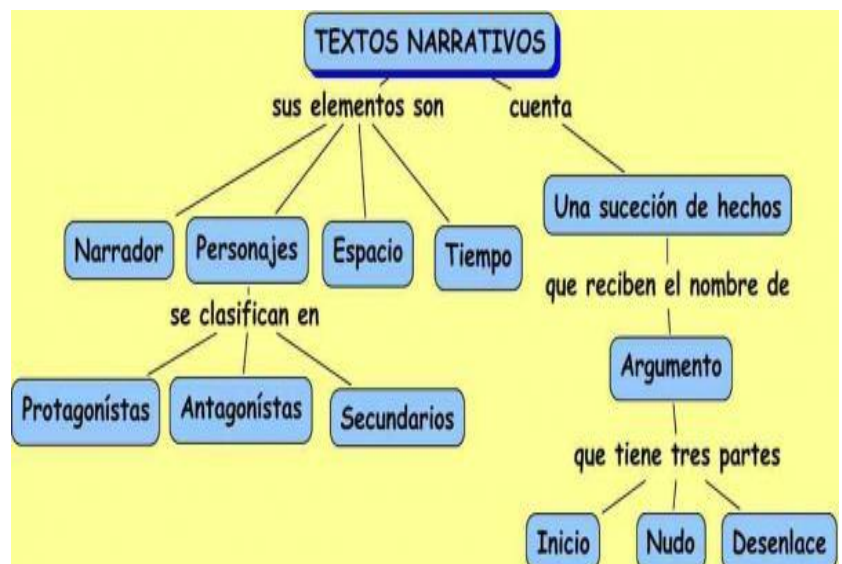 TEXTOS NARRATIVOS
sus elementos son
cuenta
Narrador
Personajes
Espacio
Tiempo
Una suceción de hechos
se clasifican en
que reciben el nombre de
Protagonístas
Antagonístas
Secundarios
Argumento
que tiene tres partes
Inicio
Nudo
Desenlace